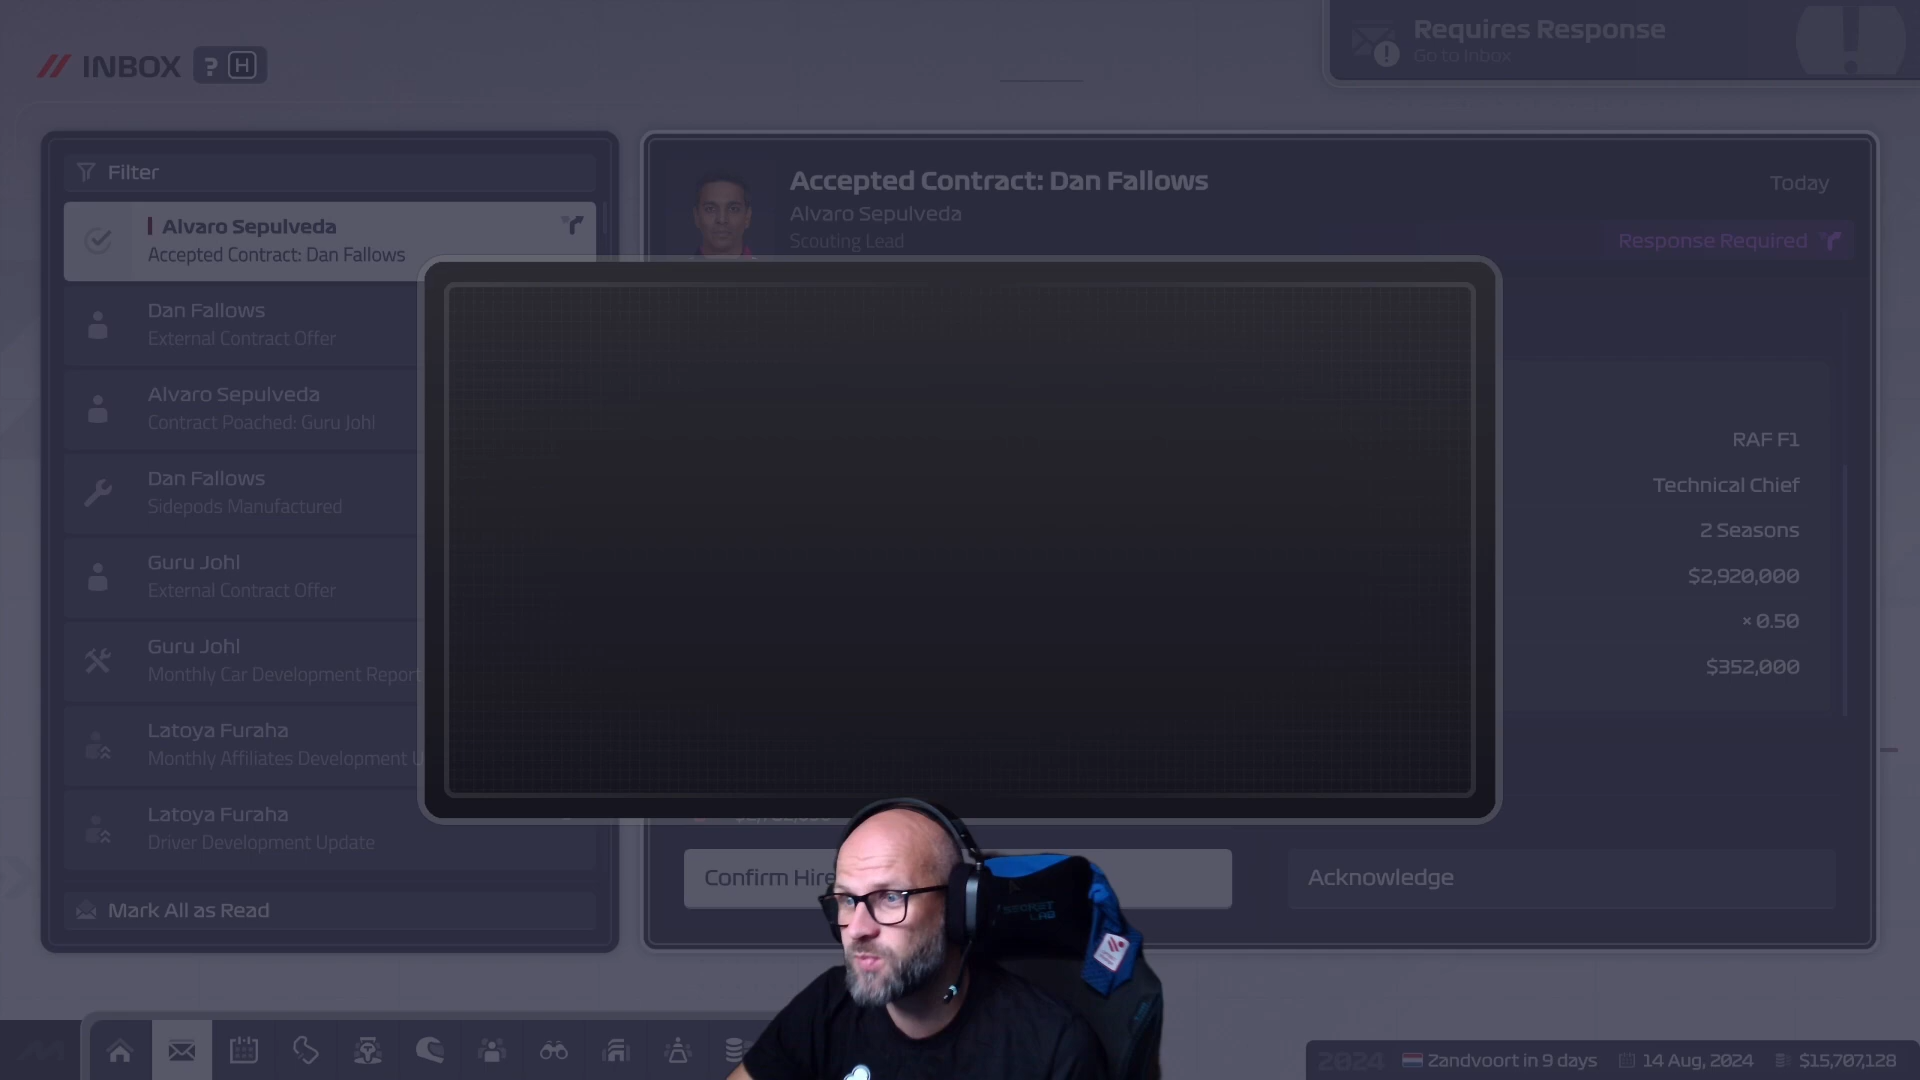 INBOX ? H
Requires Response
Go to Inbox
Filter
Alvaro Sepulveda
Accepted Contract: Dan Fallows
Dan Fallows
External Contract Offer
Alvaro Sepulveda
Contract Poached: Guru Johl
Dan Fallows
Sidepods Manufactured
Guru Johl
External Contract Offer
Guru Johl
Monthly Car Development Report
Latoya Furaha
Monthly Affiliates Development U
Latoya Furaha
Driver Development Update
Mark All as Read
Accepted Contract: Dan Fallows
Today
Alvaro Sepulveda
Scouting Lead
Response Required
RAF F1
Technical Chief
2 Seasons
$2,920,000
× 0.50
$352,000
Confirm Hire
Acknowledge
SECRET
LAB
2024 Zandvoort in 9 days 14 Aug, 2024 $15,707,128